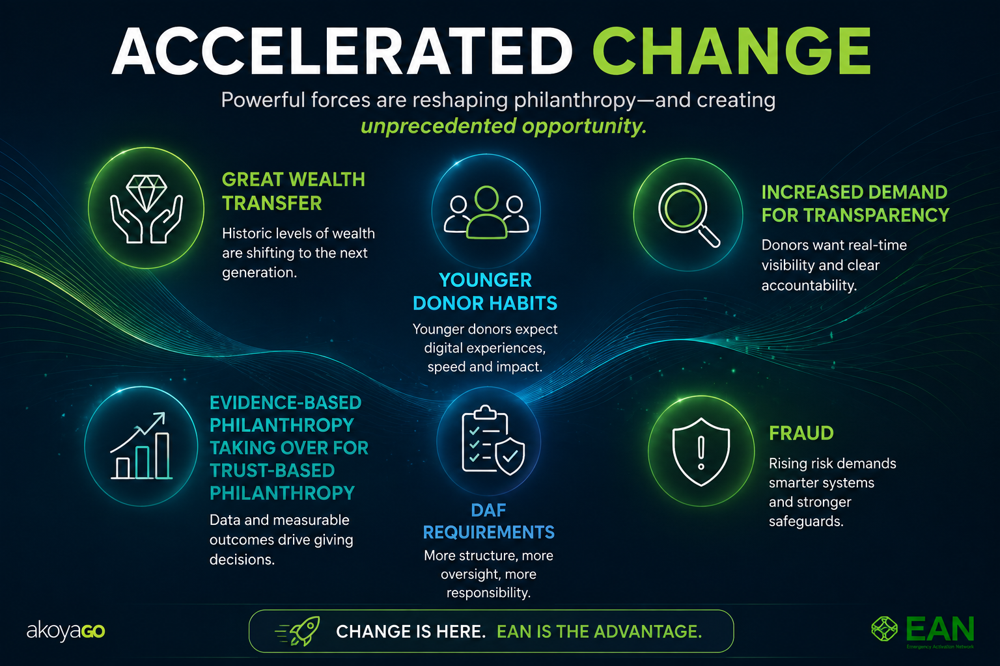 ACCELERATED CHANGE
Powerful forces are reshaping philanthropy—and creating
unprecedented opportunity.
GREAT WEALTH
TRANSFER
Historic levels of wealth
are shifting to the next
generation.
YOUNGER
DONOR HABITS
Younger donors expect
digital experiences,
speed and impact.
INCREASED DEMAND
FOR TRANSPARENCY
Donors want real-time
visibility and clear
accountability.
EVIDENCE-BASED
PHILANTHROPY
TAKING OVER FOR
TRUST-BASED
PHILANTHROPY
Data and measurable
outcomes drive giving
decisions.
DAF
REQUIREMENTS
More structure, more
oversight, more
responsibility.
FRAUD
Rising risk demands
smarter systems
and stronger
safeguards.
akoyaGO
CHANGE IS HERE. EAN IS THE ADVANTAGE.
EAN
Emergency Activation Network